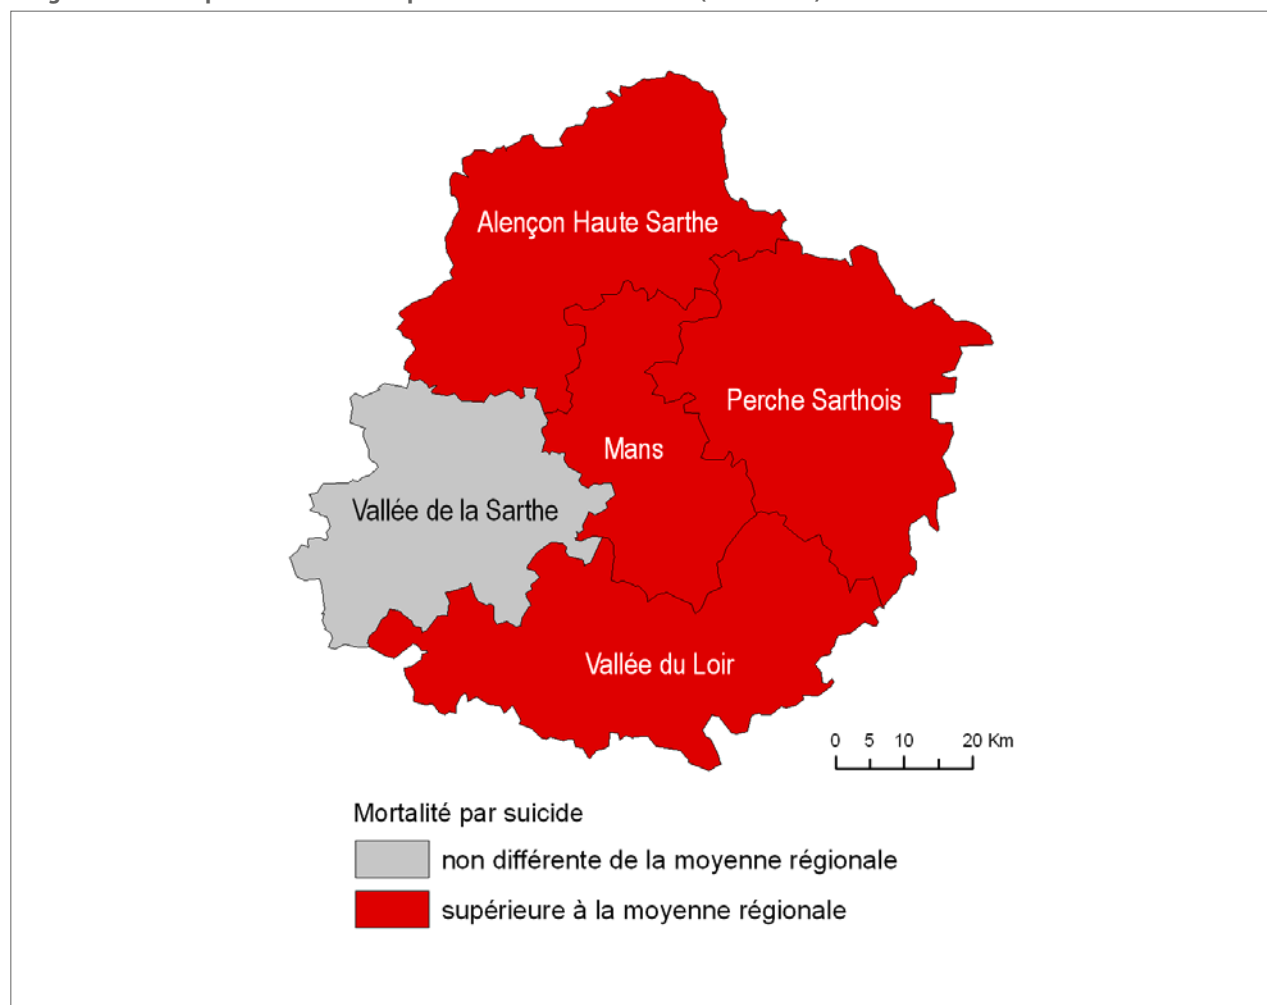 Alençon Haute Sarthe
Perche Sarthois
Mans
Vallée de la Sarthe
Vallée du Loir
0 5 10 20 Km
Mortalité par suicide
non différente de la moyenne régionale
supérieure à la moyenne régionale